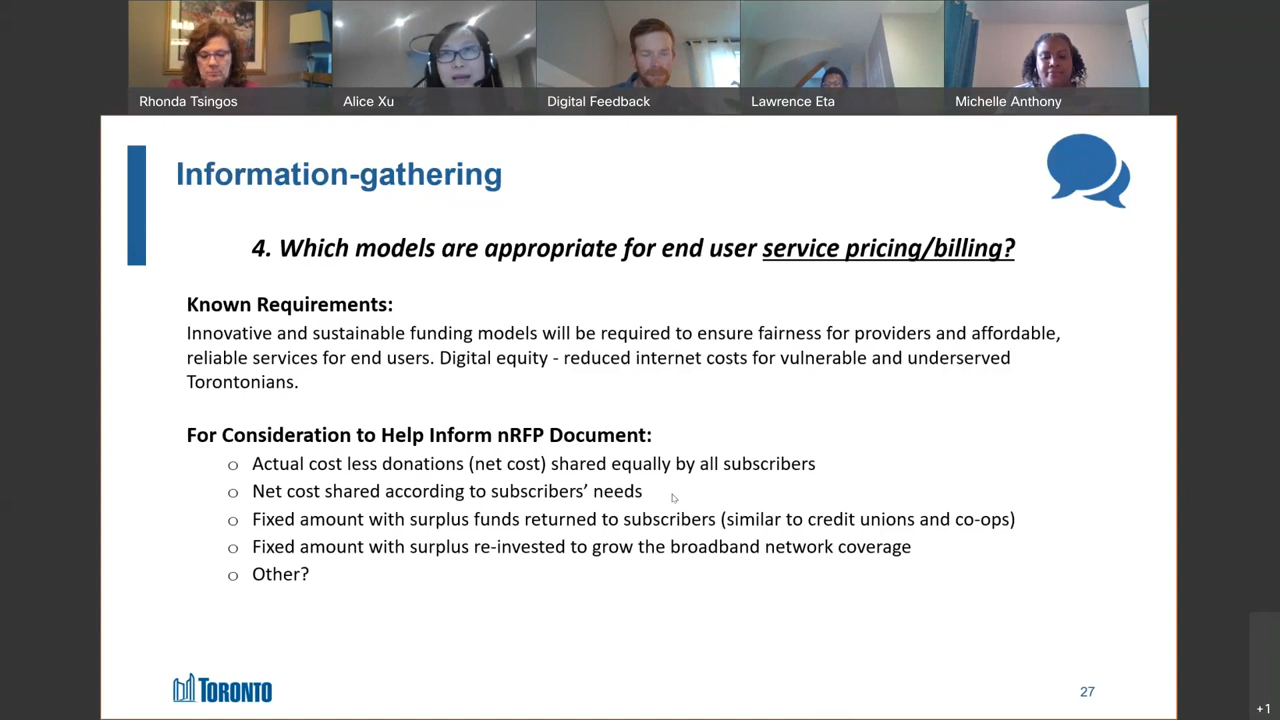 Rhonda Tsingos
Alice Xu
Digital Feedback
Lawrence Eta
Michelle Anthony
Information-gathering
4. Which models are appropriate for end user service pricing/billing?
Known Requirements:
Innovative and sustainable funding models will be required to ensure fairness for providers and affordable,
reliable services for end users. Digital equity - reduced internet costs for vulnerable and underserved
Torontonians.
For Consideration to Help Inform nRFP Document:
o Actual cost less donations (net cost) shared equally by all subscribers
o Net cost shared according to subscribers’ needs
o Fixed amount with surplus funds returned to subscribers (similar to credit unions and co-ops)
o Fixed amount with surplus re-invested to grow the broadband network coverage
o Other?
TORONTO
27
+1